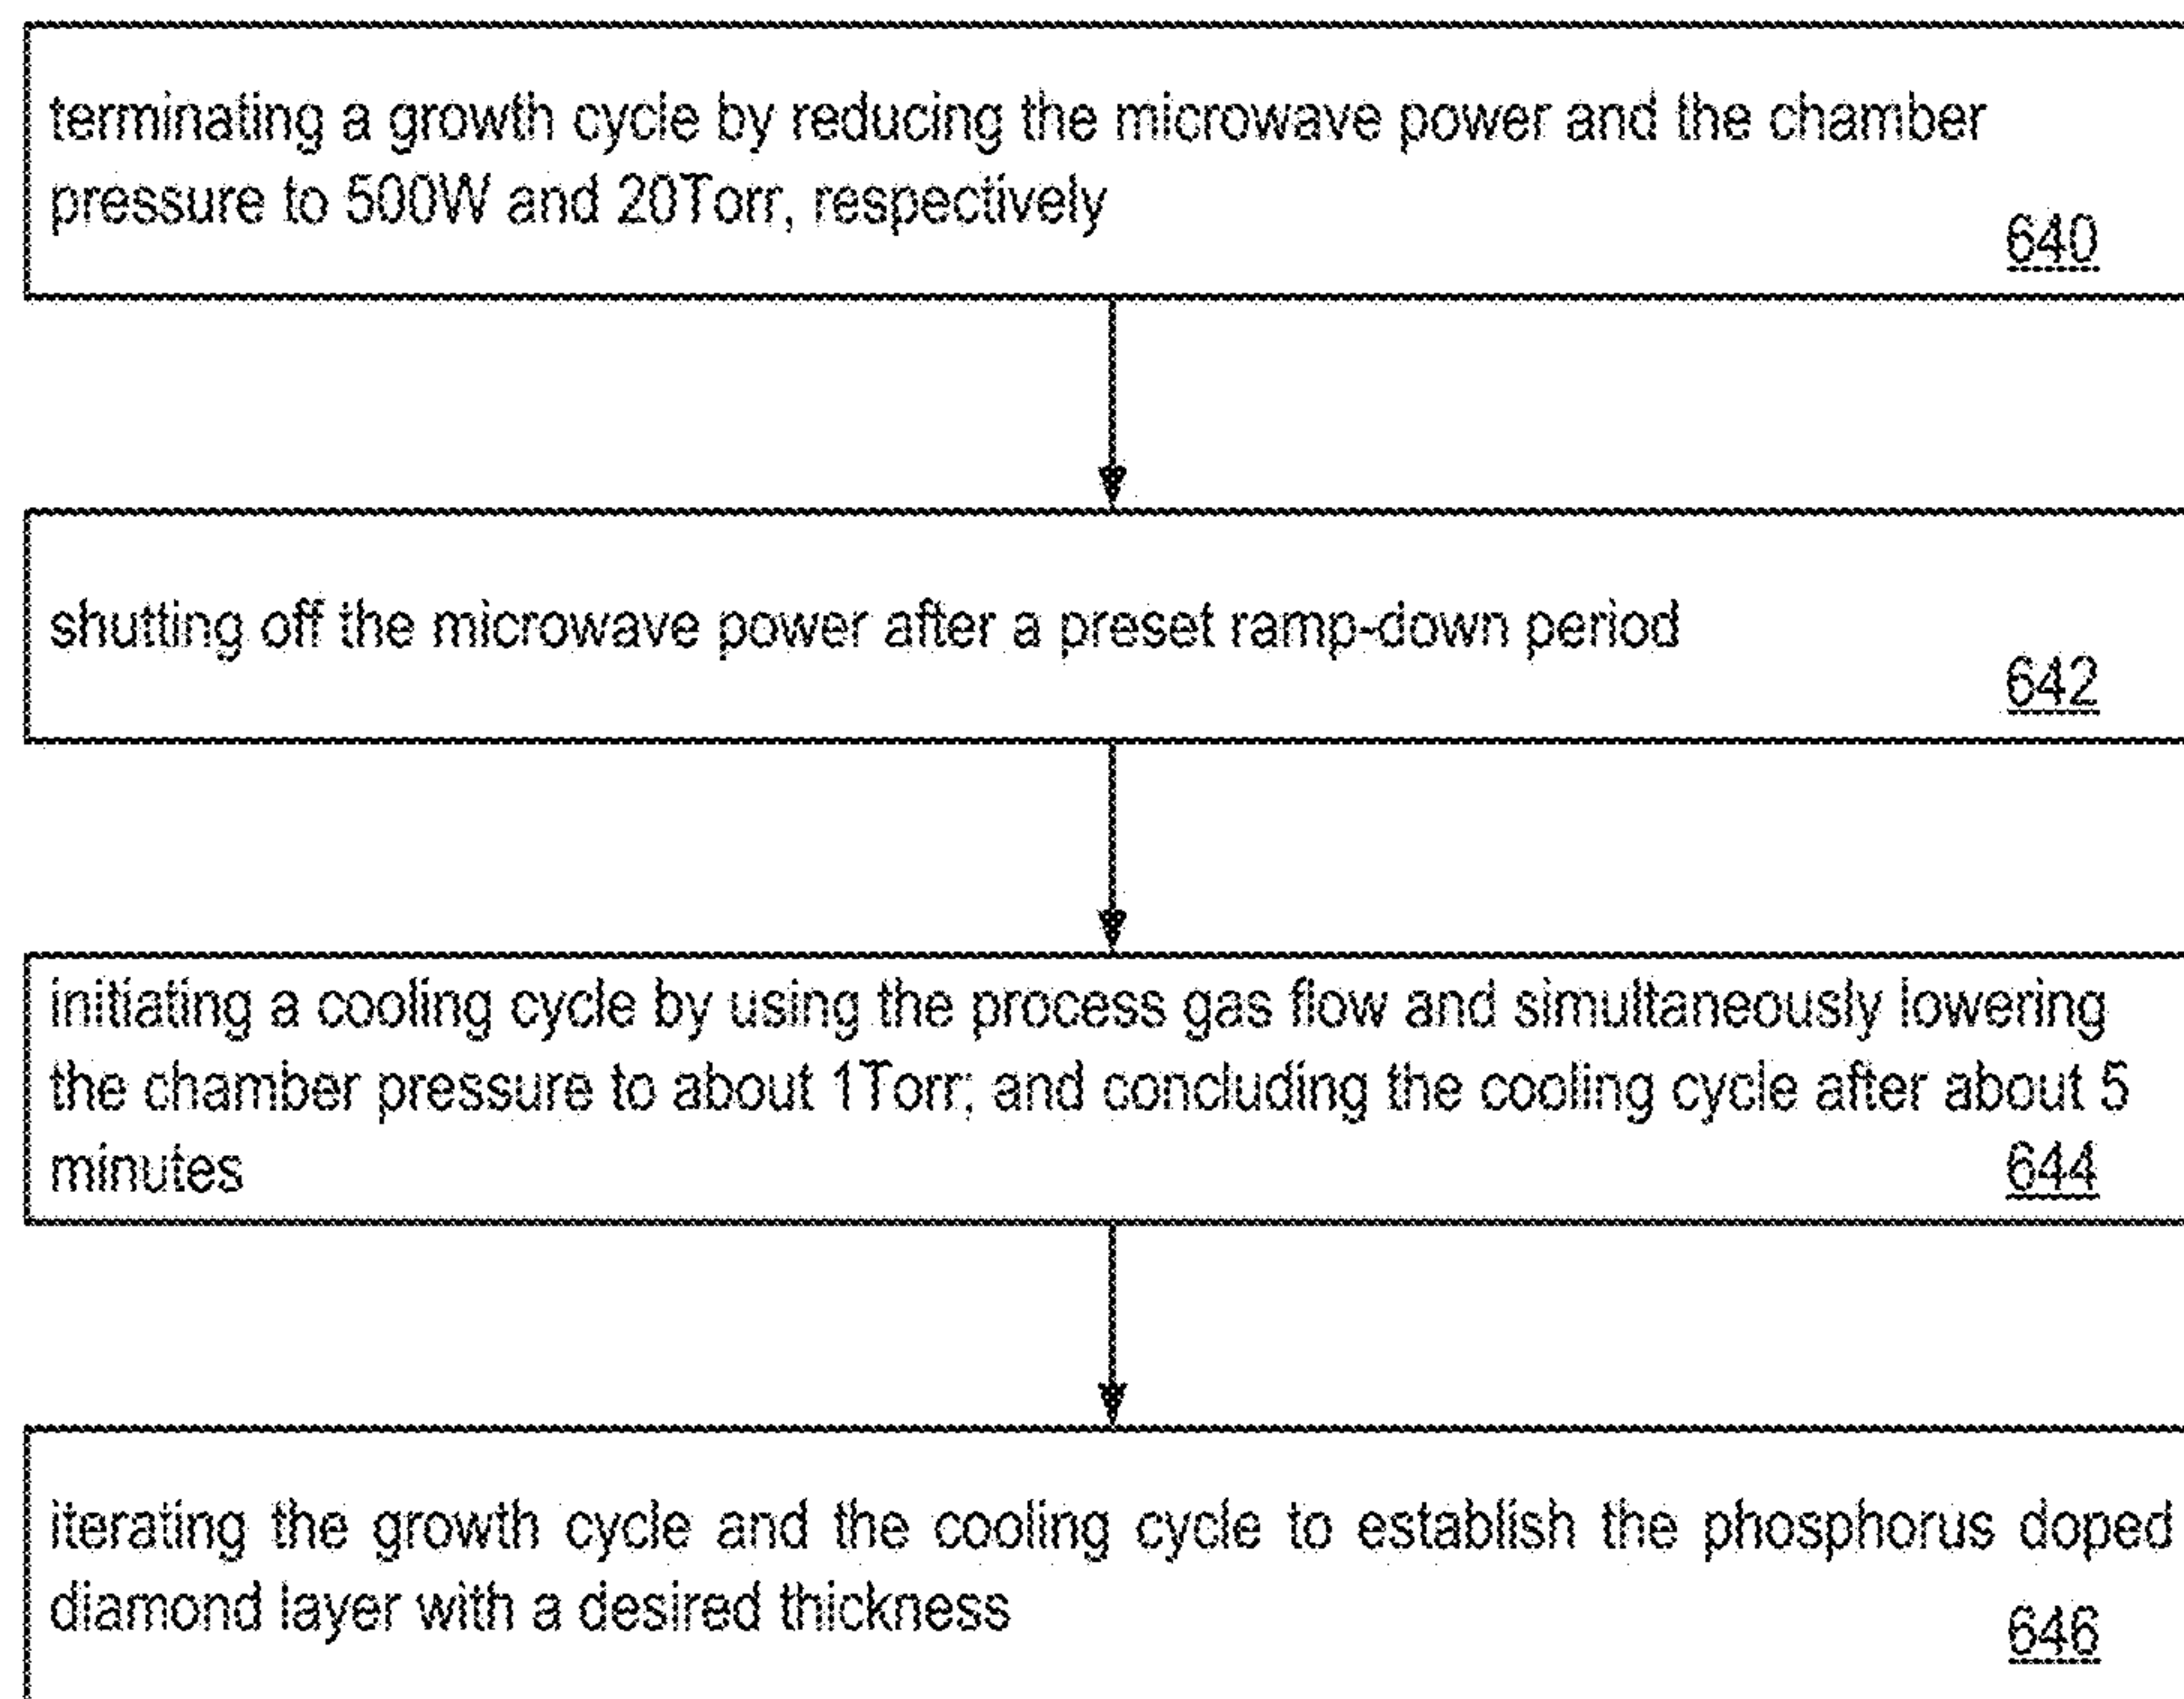 terminating a growth cycle by reducing the microwave power and the chamber
pressure to 500W and 20Torr, respectively
640
shutting off the microwave power after a preset ramp-down period
642
initiating a cooling cycle by using the process gas flow and simultaneously lowering
the chamber pressure to about 1Torr; and concluding the cooling cycle after about 5
minutes
644
iterating the growth cycle and the cooling cycle to establish the phosphorus doped
diamond layer with a desired thickness
646